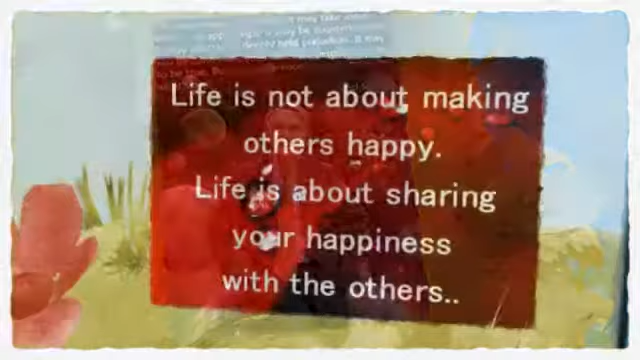 Life is not about making
others happy.
Life is about sharing
your happiness
with the others..